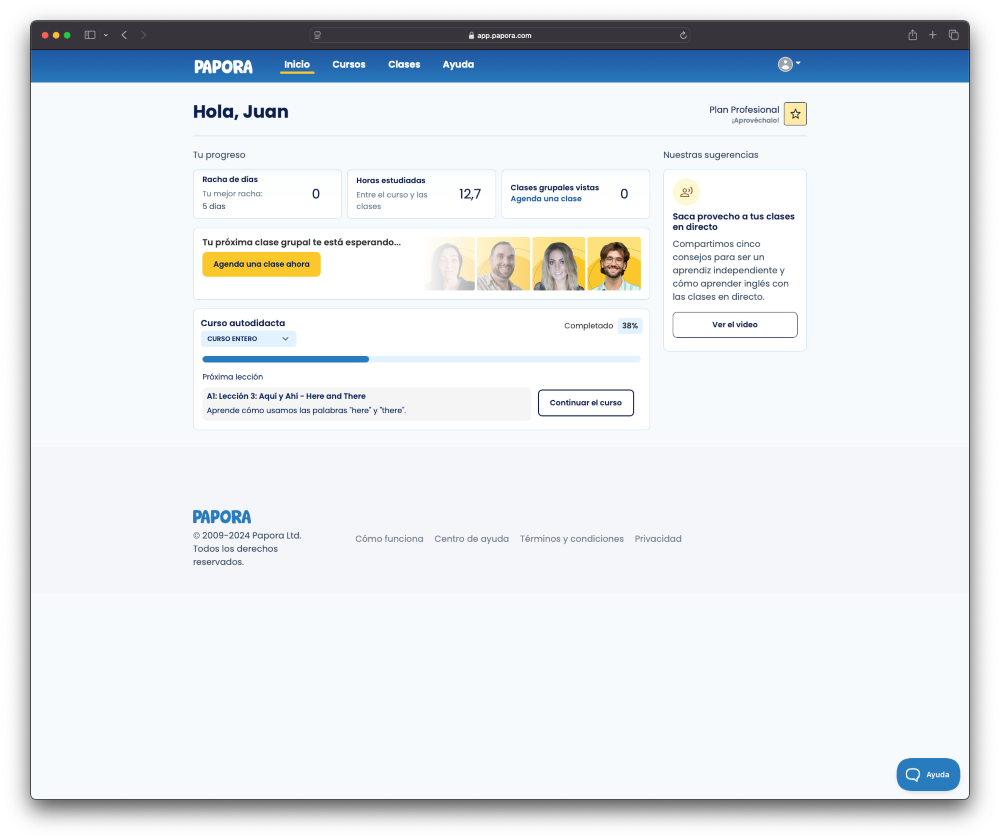 app.papora.com
PAPORA
Inicio
Cursos
Clases
Ayuda
Hola, Juan
Plan Profesional
¡Aprovéchalo!
Tu progreso
Racha de días
Tu mejor racha:
5 días
0
Horas estudiadas
Entre el curso y las
clases
12,7
Clases grupales vistas
Agenda una clase
0
Tu próxima clase grupal te está esperando...
Agenda una clase ahora
Curso autodidacta
CURSO ENTERO
Completado 38%
Próxima lección
A1: Lección 3: Aquí y Ahí - Here and There
Aprende cómo usamos las palabras "here" y "there".
Continuar el curso
Nuestras sugerencias
Saca provecho a tus clases
en directo
Compartimos cinco
consejos para ser un
aprendiz independiente y
cómo aprender inglés con
las clases en directo.
Ver el video
PAPORA
© 2009-2024 Papora Ltd.
Todos los derechos
reservados.
Cómo funciona
Centro de ayuda
Términos y condiciones
Privacidad
Ayuda